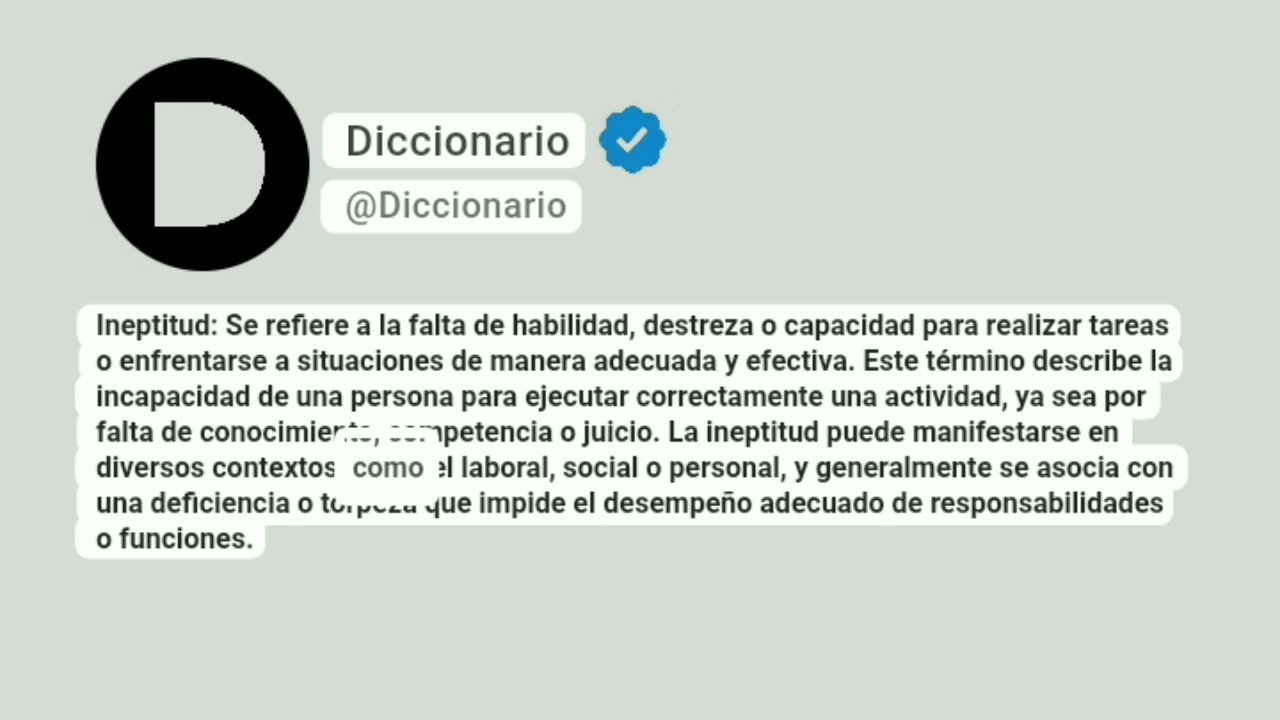 Diccionario
@Diccionario
Ineptitud: Se refiere a la falta de habilidad, destreza o capacidad para realizar tareas
o enfrentarse a situaciones de manera adecuada y efectiva. Este término describe la
incapacidad de una persona para ejecutar correctamente una actividad, ya sea por
falta de conocimiento, competencia o juicio. La ineptitud puede manifestarse en
diversos contextos como el laboral, social o personal, y generalmente se asocia con
una deficiencia o torpeza que impide el desempeño adecuado de responsabilidades
o funciones.